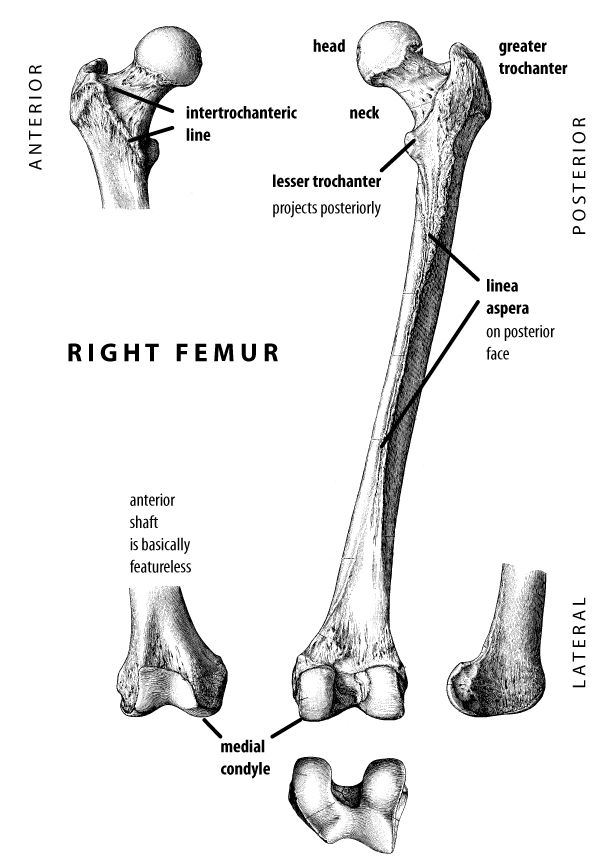 ANTERIOR
head
greater
trochanter
intertrochanteric
line
neck
POSTERIOR
lesser trochanter
projects posteriorly
linea
aspera
on posterior
face
RIGHT FEMUR
anterior
shaft
is basically
featureless
LATERAL
medial
condyle